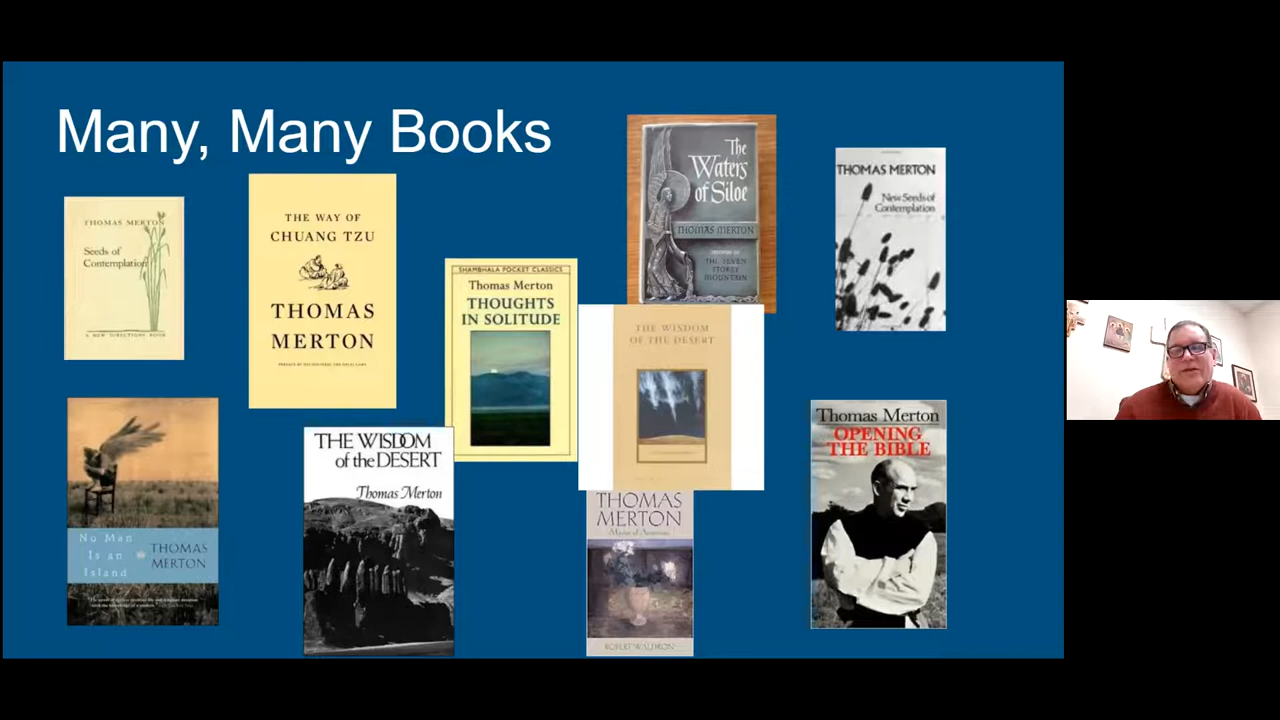 Many, Many Books
THOMAS MERTON
Seeds of
Contemplation
A NEW DIRECTIONS BOOK
THE WAY OF
CHUANG TZU
THOMAS
MERTON
SHAMBHALA POCKET CLASSICS
Thomas Merton
THOUGHTS
IN SOLITUDE
The
Waters
of Siloe
THOMAS MERTON
THE SEVEN
STOREY
MOUNTAIN
THOMAS MERTON
New Seeds of
Contemplation
THE WISDOM
OF THE DESERT
No Man
Is an
Island
THOMAS
MERTON
THE WISDOM
of the DESERT
Thomas Merton
THOMAS
MERTON
ROBERT WALDRON
Thomas Merton
OPENING
THE BIBLE